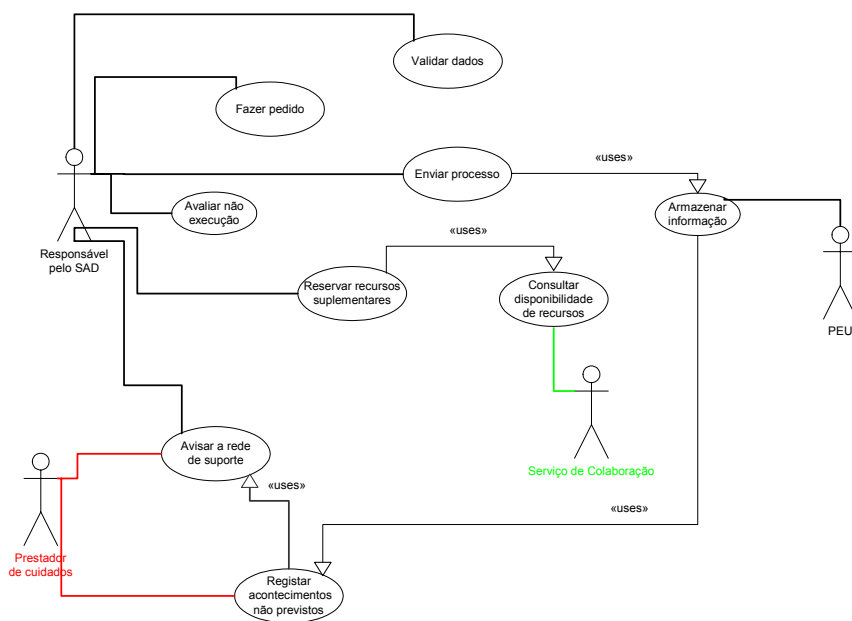 Validar dados
Fazer pedido
«uses»
Enviar processo
Avaliar não
execução
Armazenar
informação
Responsável
pelo SAD
«uses»
Reservar recursos
suplementares
Consultar
disponibilidade
de recursos
PEU
Avisar a rede
de suporte
Serviço de Colaboração
«uses»
«uses»
Prestador
de cuidados
Registar
acontecimentos
não previstos